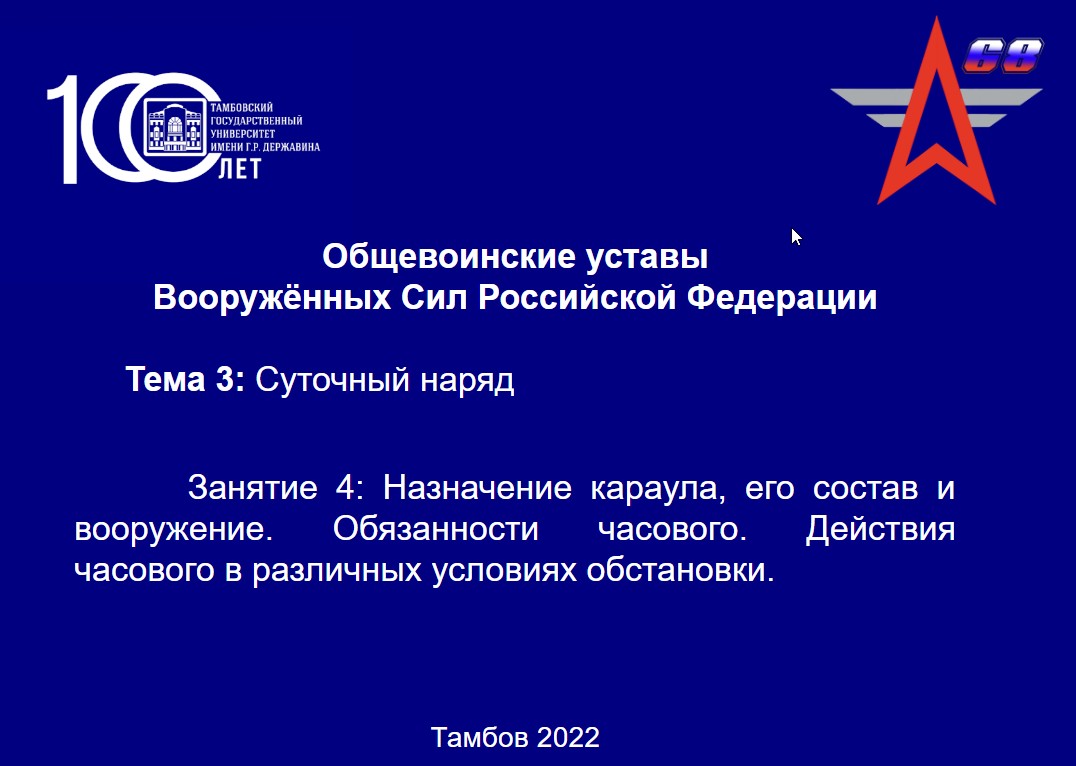 100
ТАМБОВСКИЙ
ГОСУДАРСТВЕННЫЙ
УНИВЕРСИТЕТ
ИМЕНИ Г.Р. ДЕРЖАВИНА
ЛЕТ
68
Общевоинские уставы
Вооружённых Сил Российской Федерации
Тема 3: Суточный наряд
Занятие 4: Назначение караула, его состав и
вооружение. Обязанности часового. Действия
часового в различных условиях обстановки.
Тамбов 2022